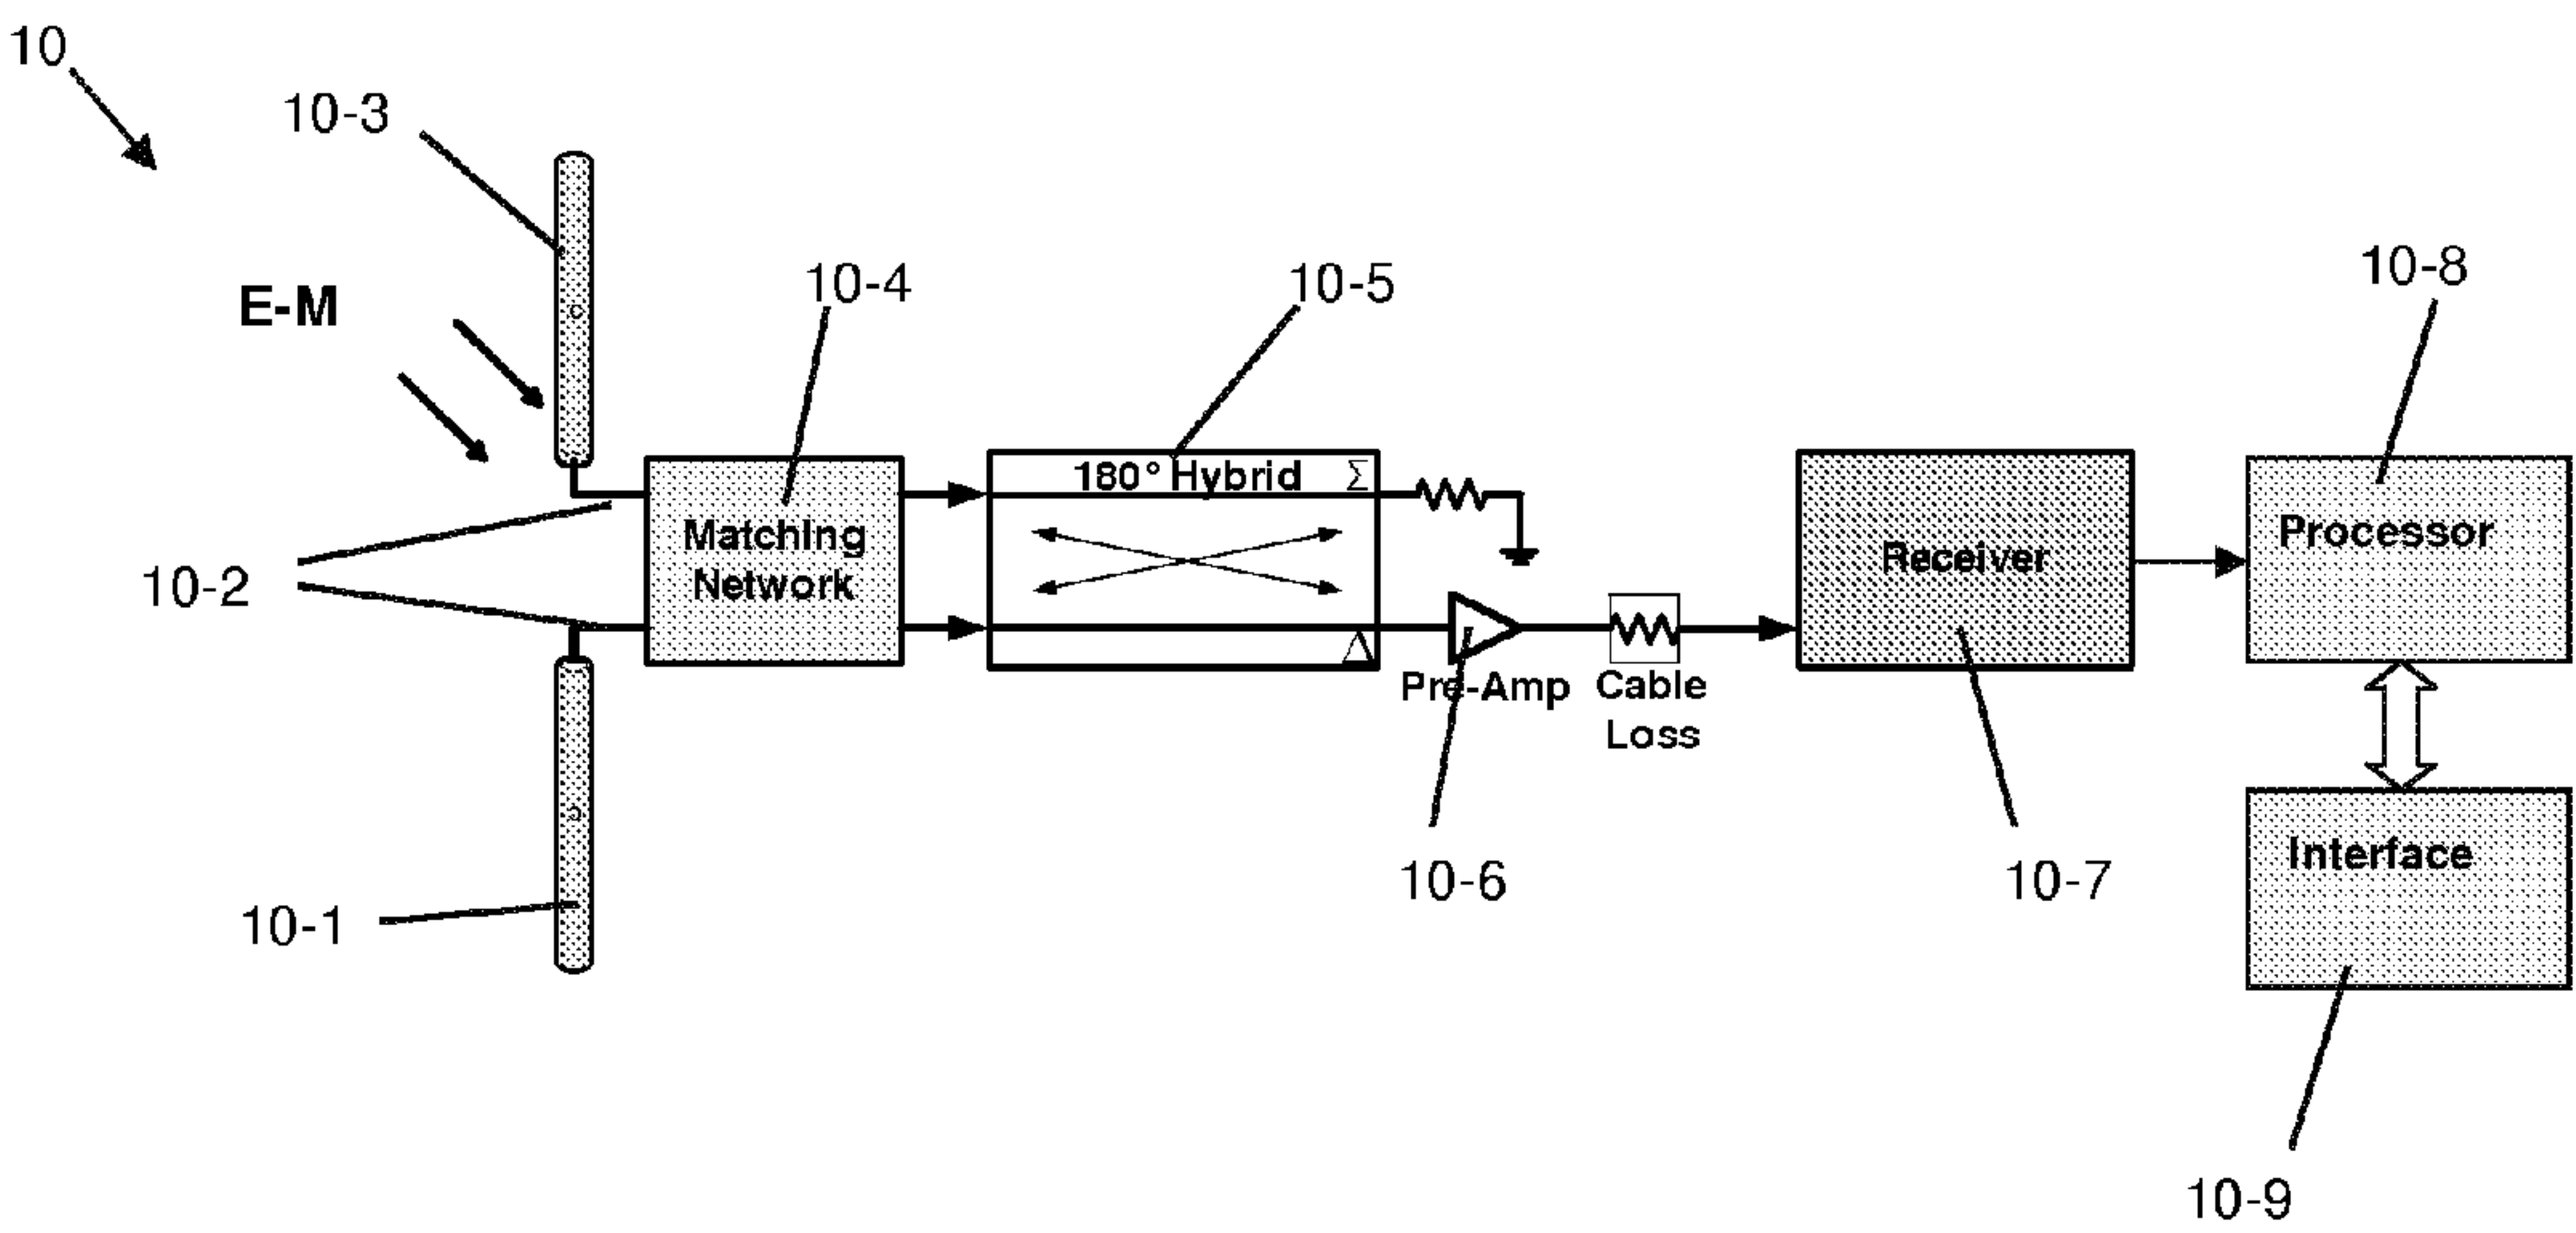 10
10-3
E-M
10-4
10-5
10-8
180° Hybrid Σ
Matching
Network
10-2
Receiver
Processor
Δ
Pre-Amp
Cable
Loss
10-1
10-6
10-7
Interface
10-9